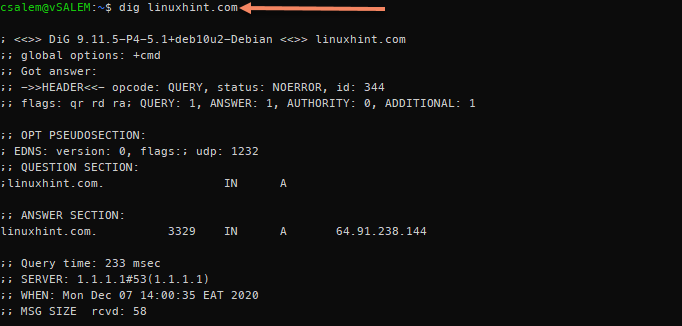 csalem@vSALEM:~$ dig linuxhint.com
; <<>> DiG 9.11.5-P4-5.1+deb10u2-Debian <<>> linuxhint.com
;; global options: +cmd
;; Got answer:
;; ->>HEADER<<- opcode: QUERY, status: NOERROR, id: 344
;; flags: qr rd ra; QUERY: 1, ANSWER: 1, AUTHORITY: 0, ADDITIONAL: 1
;; OPT PSEUDOSECTION:
; EDNS: version: 0, flags:; udp: 1232
;; QUESTION SECTION:
;linuxhint.com. IN A
;; ANSWER SECTION:
linuxhint.com. 3329 IN A 64.91.238.144
;; Query time: 233 msec
;; SERVER: 1.1.1.1#53(1.1.1.1)
;; WHEN: Mon Dec 07 14:00:35 EAT 2020
;; MSG SIZE rcvd: 58